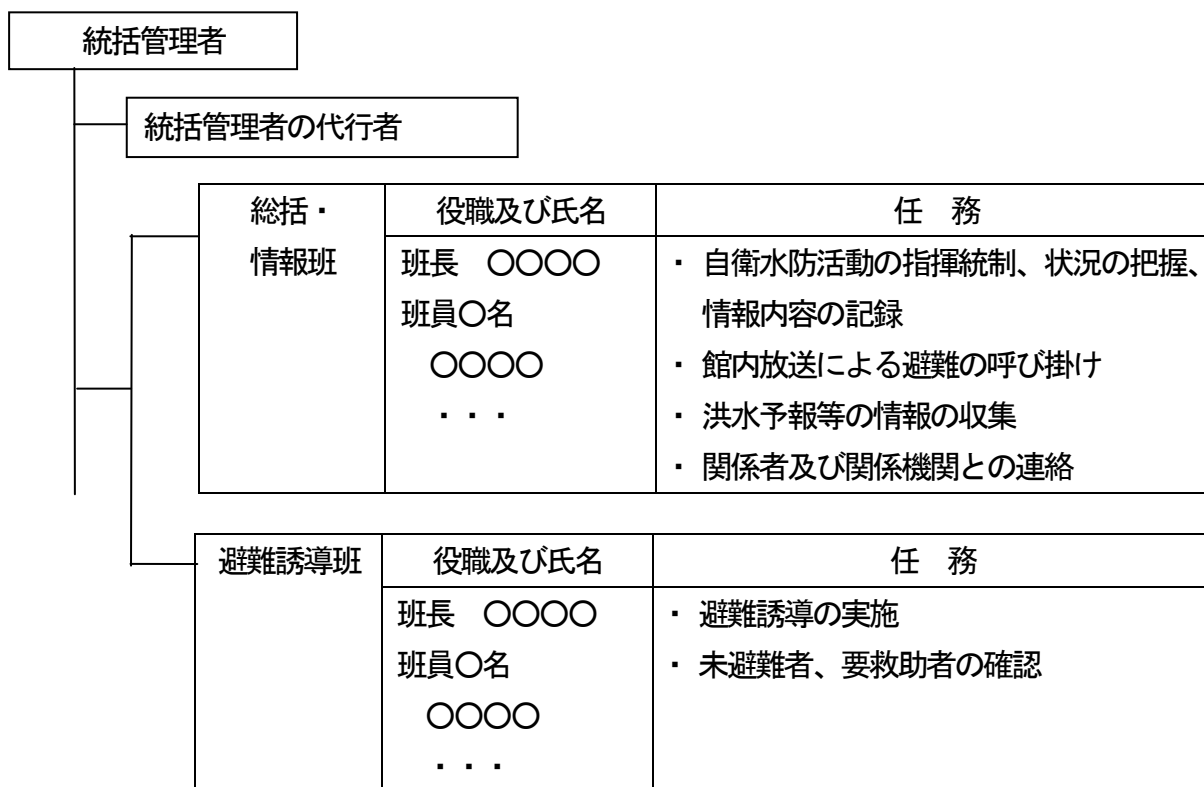 統括管理者
統括管理者の代行者
総括・
情報班
役職及び氏名
任　務
班長　〇〇〇〇
班員〇名
〇〇〇〇
・・・
・ 自衛水防活動の指揮統制、状況の把握、
情報内容の記録
・ 館内放送による避難の呼び掛け
・ 洪水予報等の情報の収集
・ 関係者及び関係機関との連絡
避難誘導班
役職及び氏名
任　務
班長　〇〇〇〇
班員〇名
〇〇〇〇
・・・
・ 避難誘導の実施
・ 未避難者、要救助者の確認